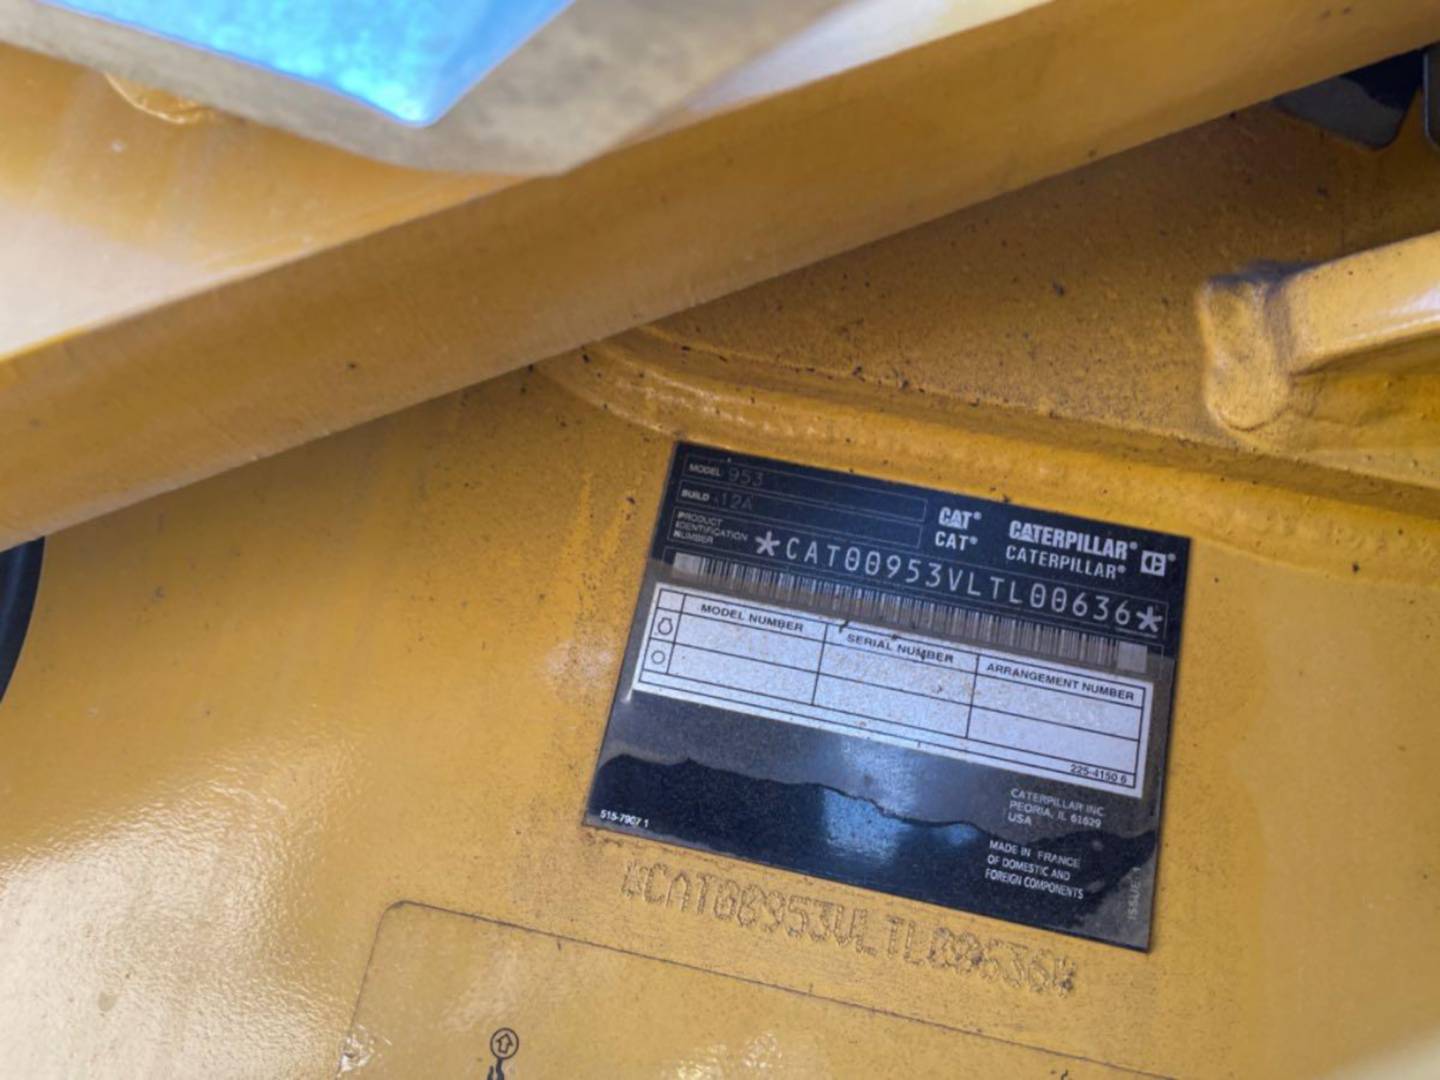 MODEL 953
BUILD 12A
PRODUCT
IDENTIFICATION
NUMBER
CAT® CATERPILLAR®
CAT® CATERPILLAR®
*CAT00953VLTL00636*
MODEL NUMBER SERIAL NUMBER ARRANGEMENT NUMBER
225-4150 6
CATERPILLAR INC
PEORIA, IL 61629
USA
515-7907 1
MADE IN FRANCE
OF DOMESTIC AND
FOREIGN COMPONENTS
ISSUE
*CAT00953VLTL00636*